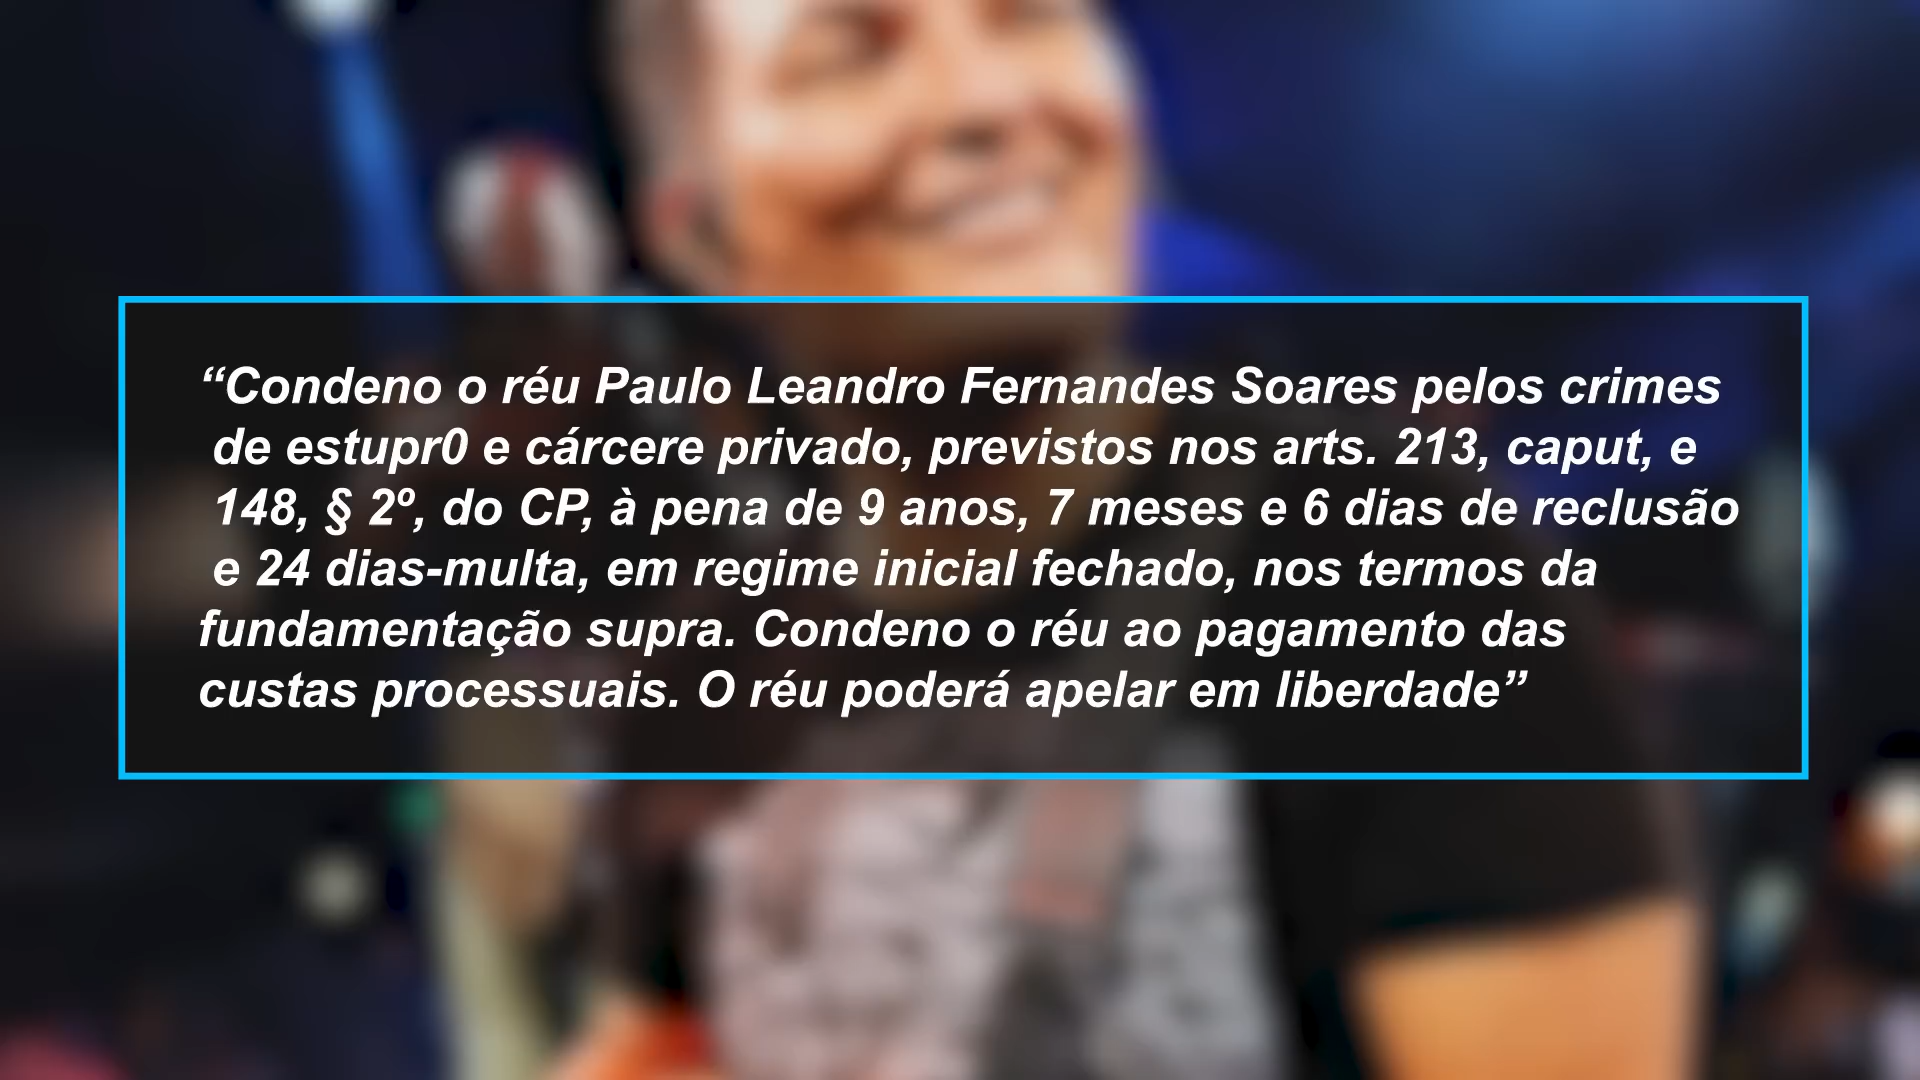 “Condeno o réu Paulo Leandro Fernandes Soares pelos crimes
de estupr0 e cárcere privado, previstos nos arts. 213, caput, e
148, § 2º, do CP, à pena de 9 anos, 7 meses e 6 dias de reclusão
e 24 dias-multa, em regime inicial fechado, nos termos da
fundamentação supra. Condeno o réu ao pagamento das
custas processuais. O réu poderá apelar em liberdade”